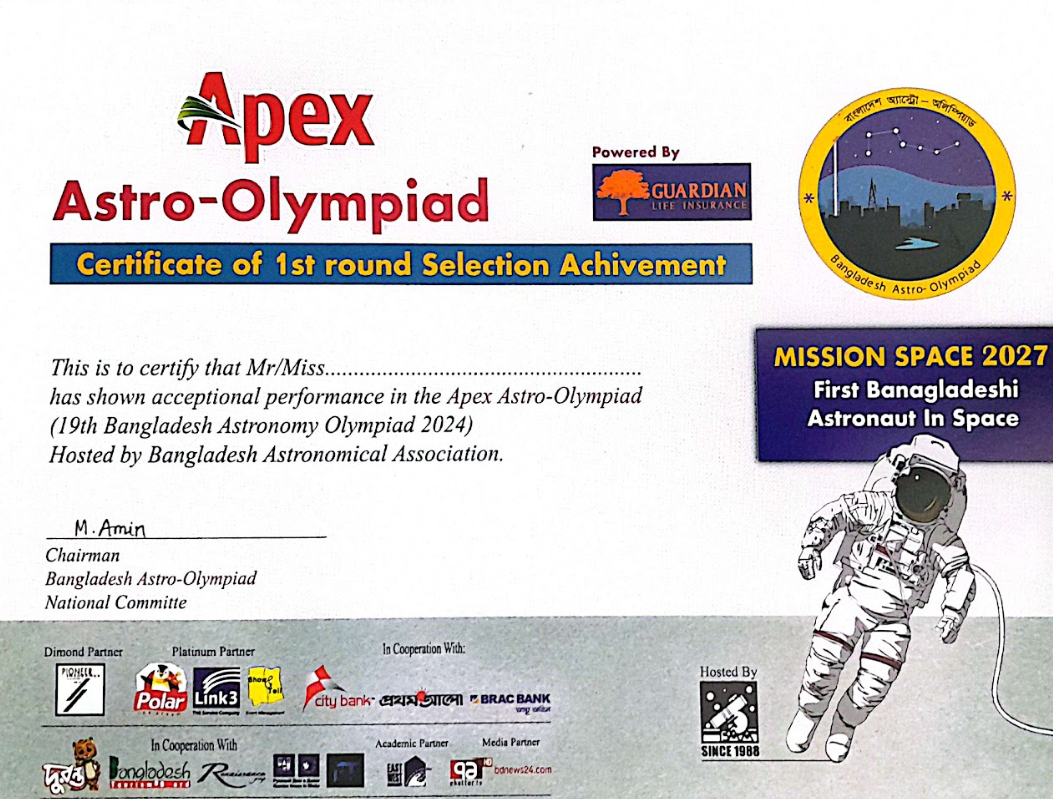 Apex
Astro-Olympiad
Powered By
GUARDIAN
LIFE INSURANCE
বাংলাদেশ অ্যাস্ট্রো - অলিম্পিয়াড
Bangladesh Astro-Olympiad
Certificate of 1st round Selection Achivement
MISSION SPACE 2027
First Banagladeshi
Astronaut In Space
This is to certify that Mr/Miss.......................................................
has shown acceptional performance in the Apex Astro-Olympiad
(19th Bangladesh Astronomy Olympiad 2024)
Hosted by Bangladesh Astronomical Association.
M. Amin
Chairman
Bangladesh Astro-Olympiad
National Committe
Dimond Partner
Platinum Partner
In Cooperation With:
PIONEER..
Polar
Link3
Show
Tell
city bank
প্রথম আলো
BRAC BANK
Hosted By
SINCE 1988
In Cooperation With
Academic Partner
Media Partner
দুরন্ত
Bangladesh
Renaissance
EAST
WEST
bdnews24.com